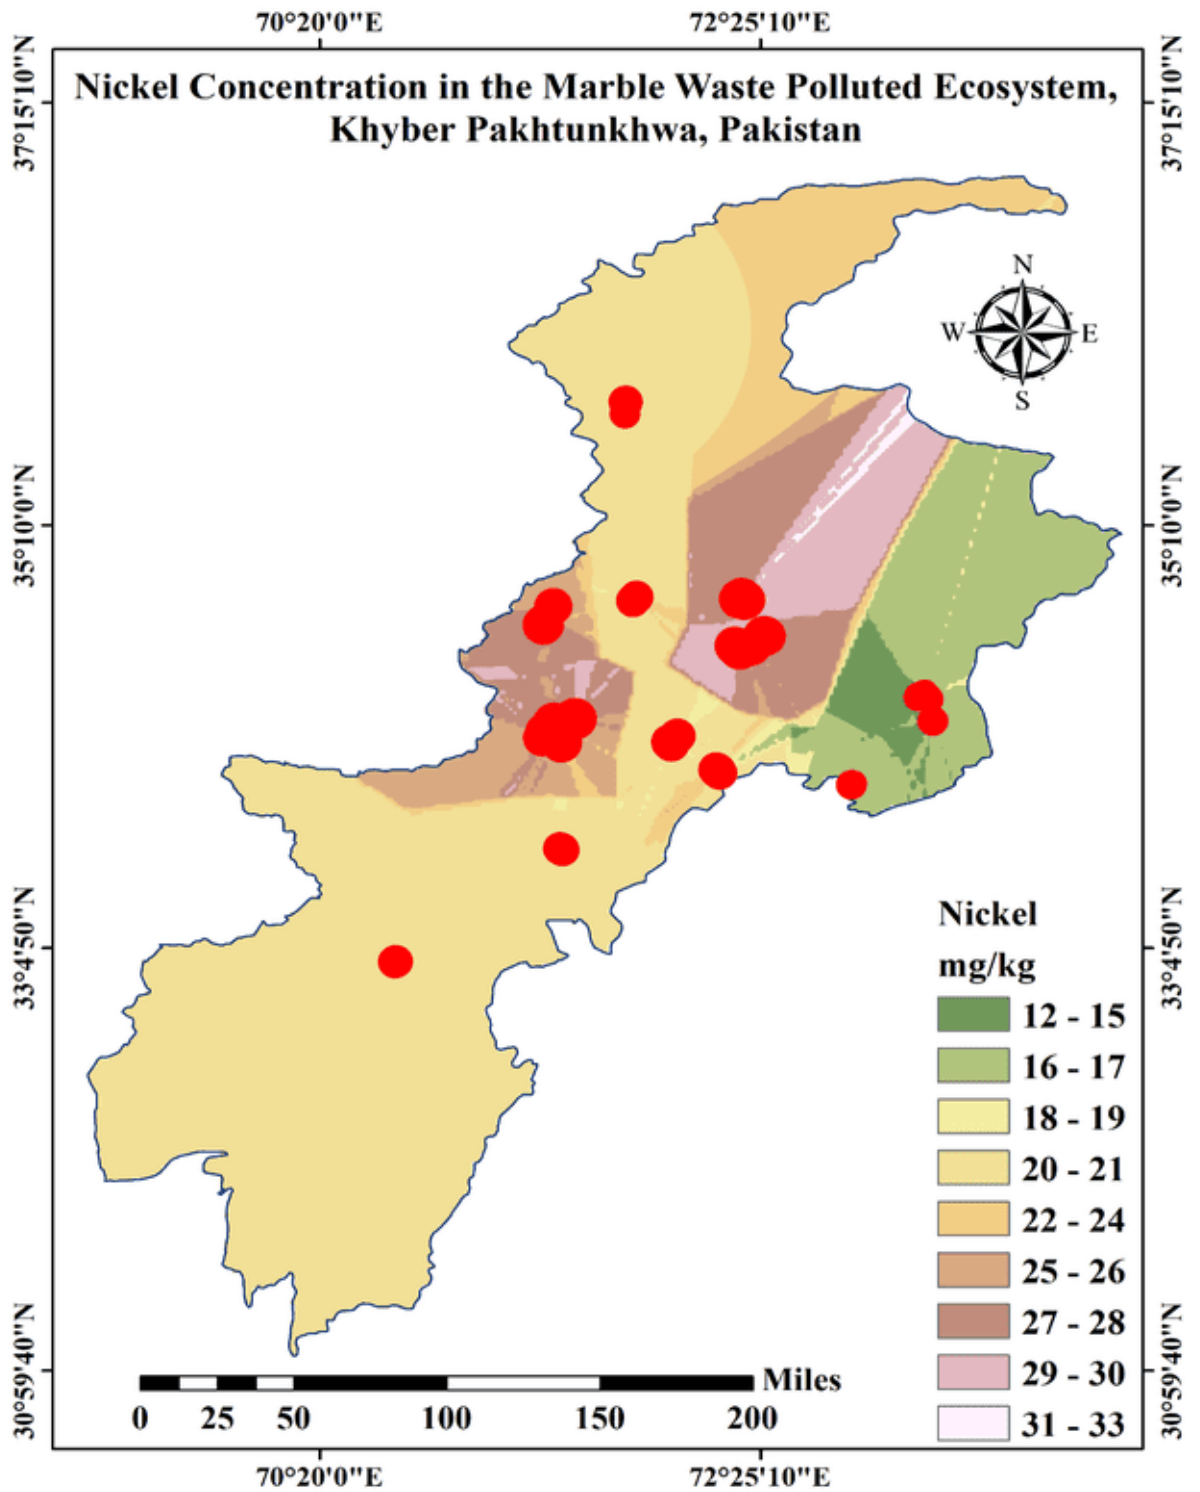 70°20'0"E 72°25'10"E
Nickel Concentration in the Marble Waste Polluted Ecosystem,
Khyber Pakhtunkhwa, Pakistan
37°15'10"N 37°15'10"N
N
W E
S
35°10'0"N 35°10'0"N
33°4'50"N 33°4'50"N
Nickel
mg/kg
12 - 15
16 - 17
18 - 19
20 - 21
22 - 24
25 - 26
27 - 28
29 - 30
31 - 33
30°59'40"N 30°59'40"N
Miles
0 25 50 100 150 200
70°20'0"E 72°25'10"E